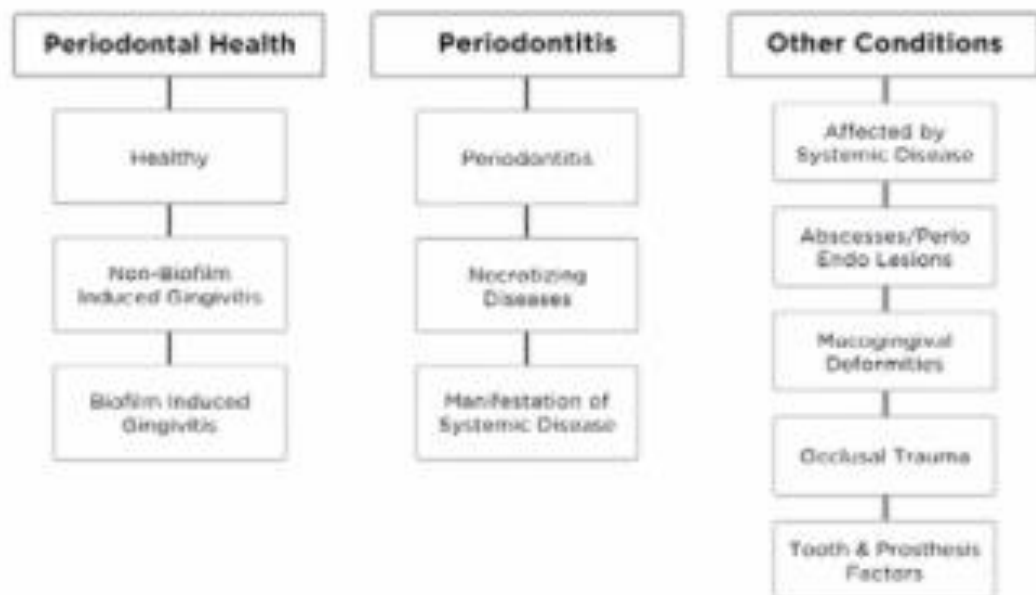 Periodontal Health
Healthy
Non-Biofilm
Induced Gingivitis
Biofilm Induced
Gingivitis
Periodontitis
Periodontitis
Necrotizing
Diseases
Manifestation of
Systemic Disease
Other Conditions
Affected by
Systemic Disease
Abscesses/Perio
Endo Lesions
Mucogingival
Deformities
Occlusal Trauma
Tooth & Prosthesis
Factors